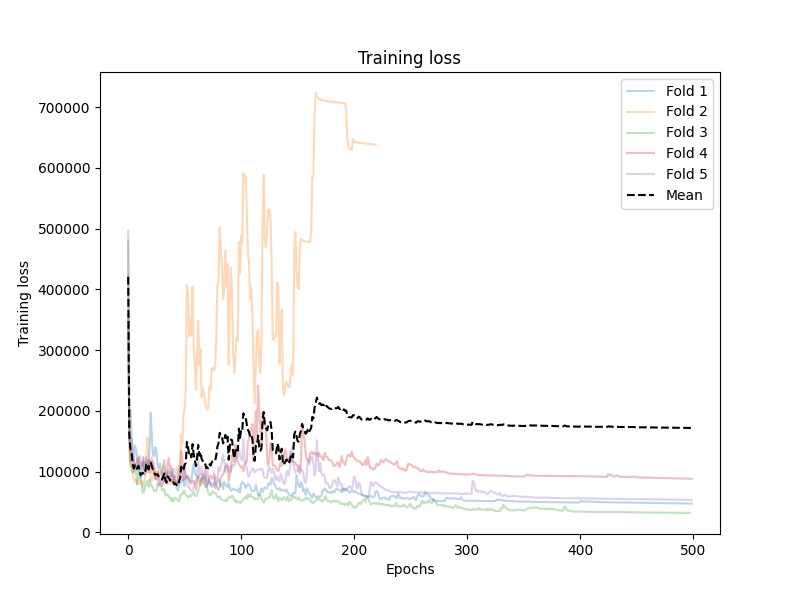 Training loss
Training loss
700000
600000
500000
400000
300000
200000
100000
0
0 100 200 300 400 500
Epochs
Fold 1
Fold 2
Fold 3
Fold 4
Fold 5
Mean